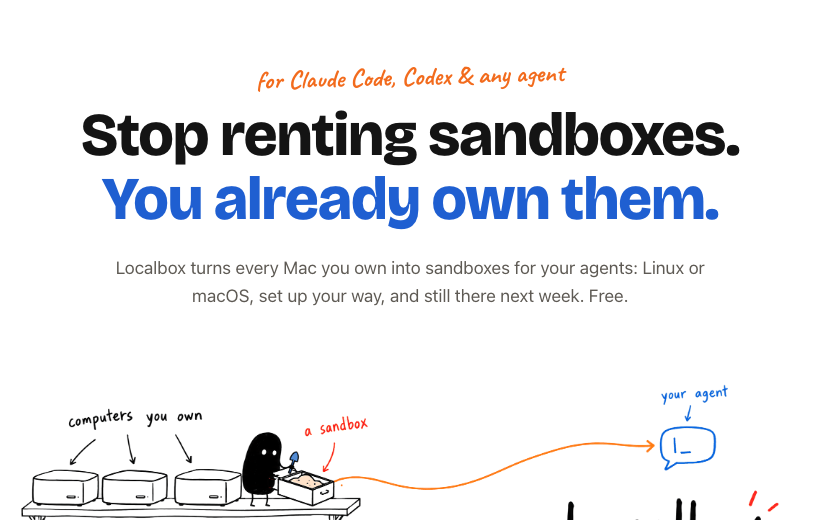 for Claude Code, Codex & any agent
Stop renting sandboxes.
You already own them.
Localbox turns every Mac you own into sandboxes for your agents: Linux or
macOS, set up your way, and still there next week. Free.
your agent
computers you own
a sandbox